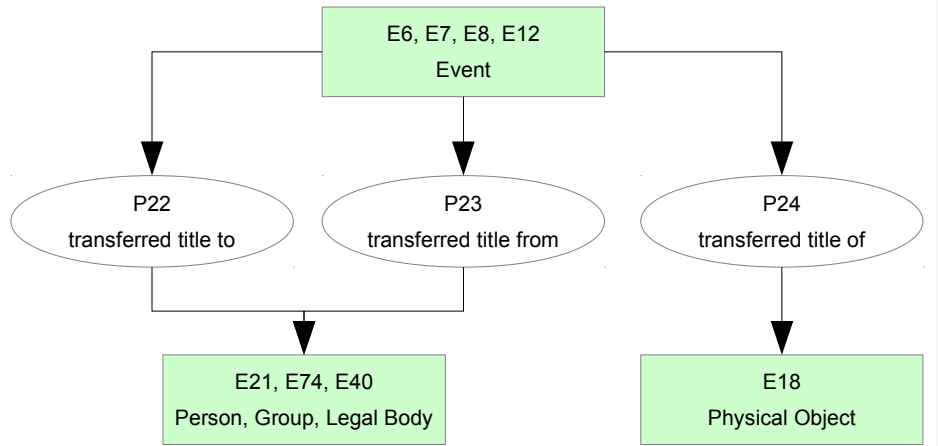 E6, E7, E8, E12
Event
P22
transferred title to
P23
transferred title from
P24
transferred title of
E21, E74, E40
Person, Group, Legal Body
E18
Physical Object